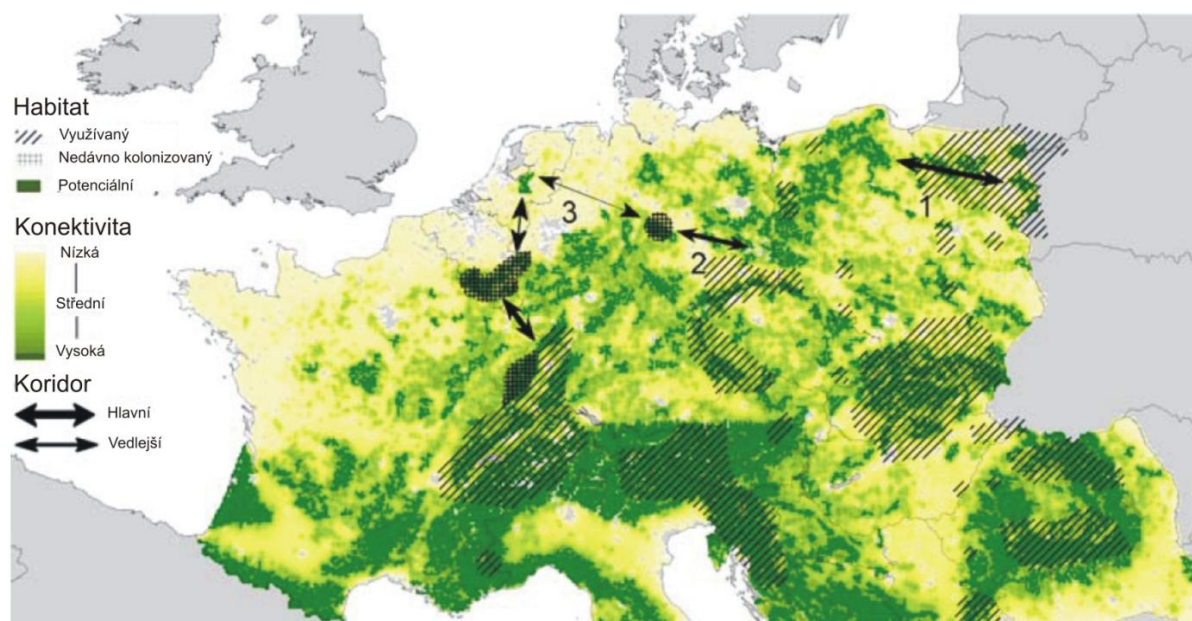 Habitat
Využívaný
Nedávno kolonizovaný
Potenciální
Konektivita
Nízká
Střední
Vysoká
Koridor
Hlavní
Vedlejší
1
2
3